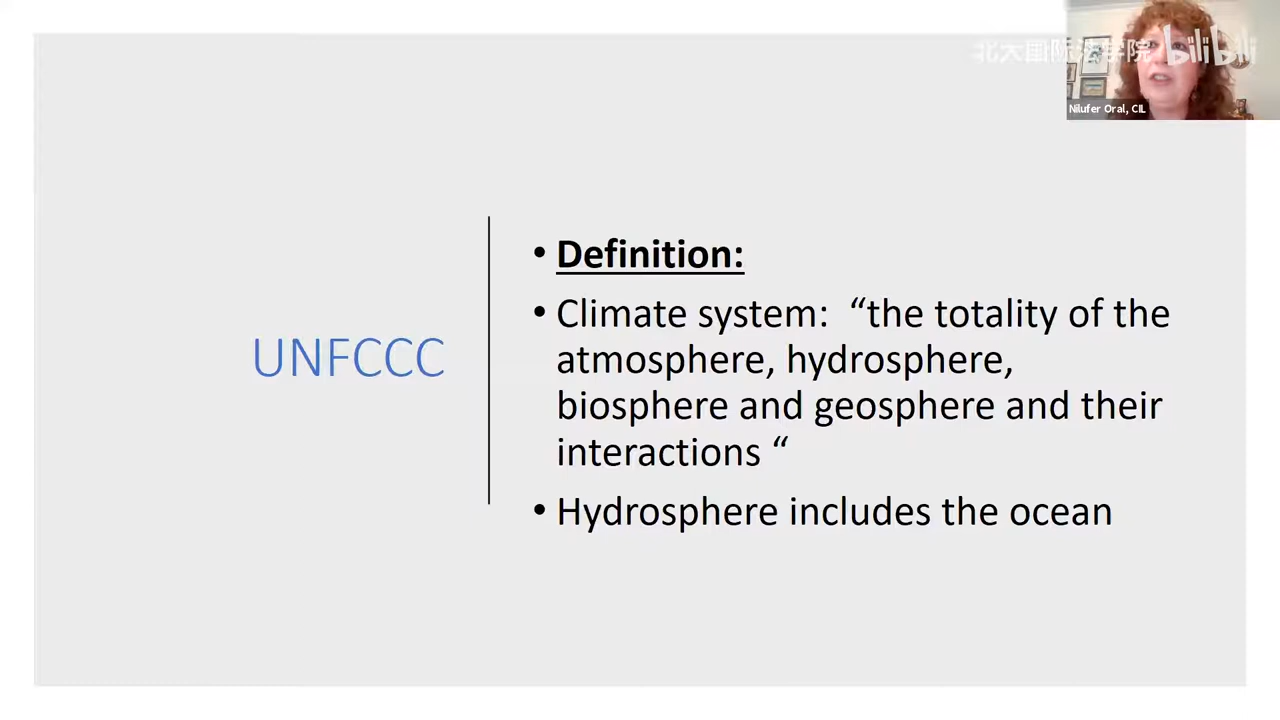 北大国际法学院 bilibili
Nilufer Oral, CIL
UNFCCC
• Definition:
• Climate system:  “the totality of the
atmosphere, hydrosphere,
biosphere and geosphere and their
interactions “
• Hydrosphere includes the ocean